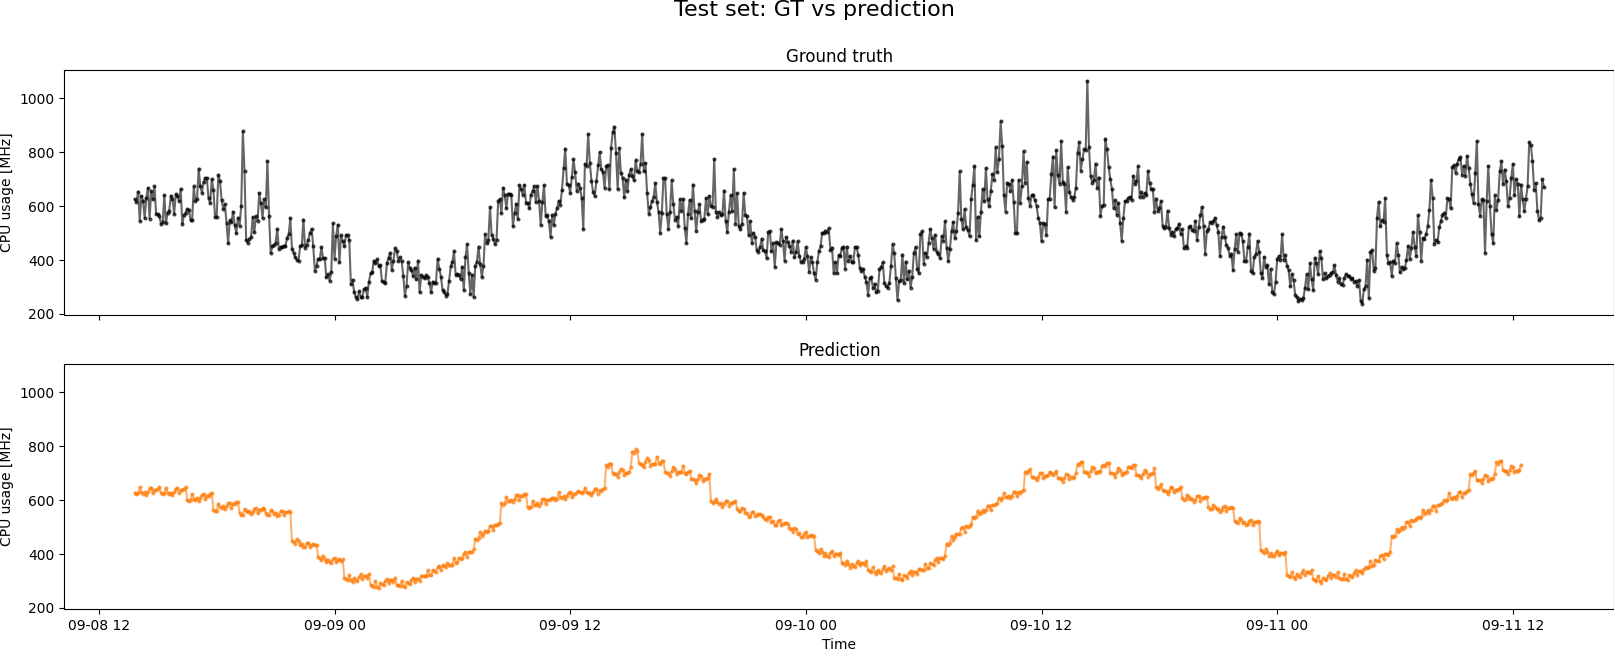 Test set: GT vs prediction
Ground truth
CPU usage [MHz]
1000
800
600
400
200
Prediction
CPU usage [MHz]
1000
800
600
400
200
09-08 12 09-09 00 09-09 12 09-10 00 09-10 12 09-11 00 09-11 12
Time